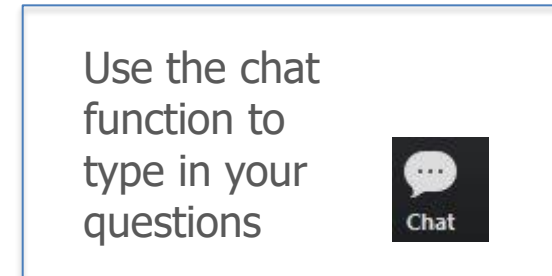 Use the chat
function to
type in your
questions
Chat